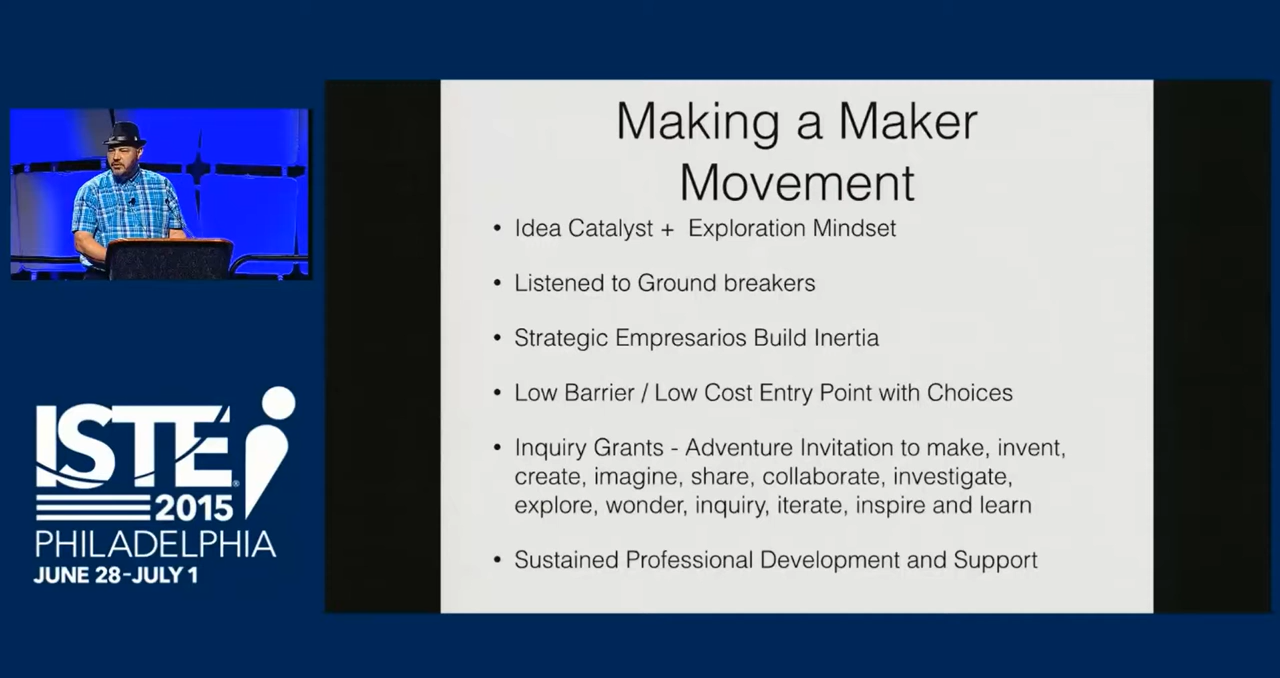 Making a Maker
Movement
• Idea Catalyst + Exploration Mindset
• Listened to Ground breakers
• Strategic Empresarios Build Inertia
• Low Barrier / Low Cost Entry Point with Choices
• Inquiry Grants - Adventure Invitation to make, invent,
create, imagine, share, collaborate, investigate,
explore, wonder, inquiry, iterate, inspire and learn
• Sustained Professional Development and Support
ISTE®
2015
PHILADELPHIA
JUNE 28–JULY 1